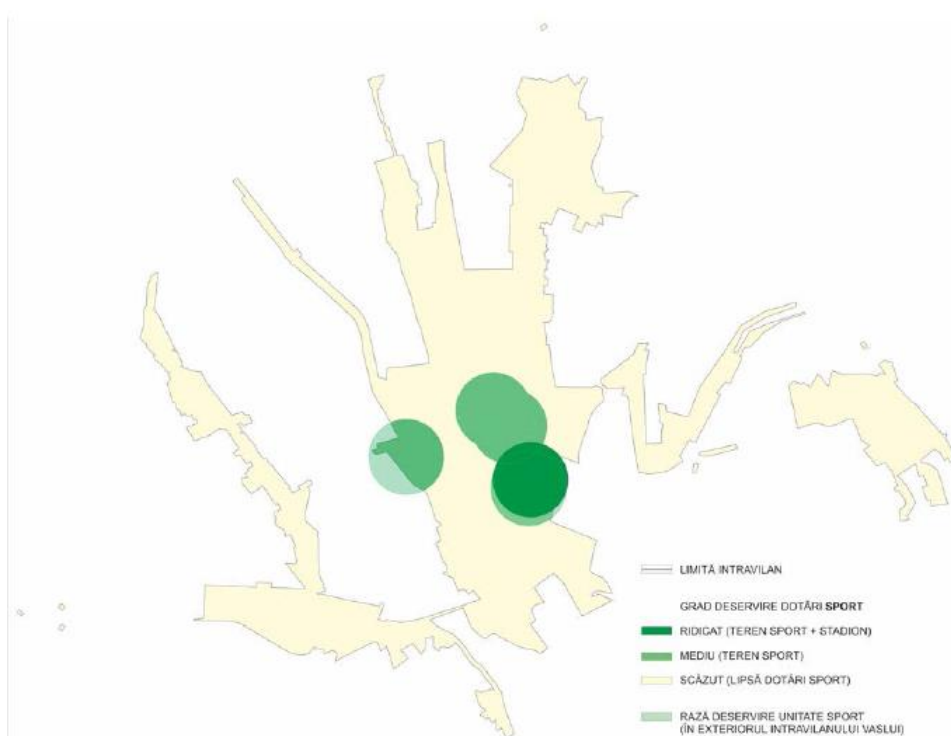 LIMITĂ INTRAVILAN
GRAD DESERVIRE DOTĂRI SPORT
RIDICAT (TEREN SPORT + STADION)
MEDIU (TEREN SPORT)
SCĂZUT (LIPSĂ DOTĂRI SPORT)
RAZĂ DESERVIRE UNITATE SPORT
(ÎN EXTERIORUL INTRAVILANULUI VASLUI)